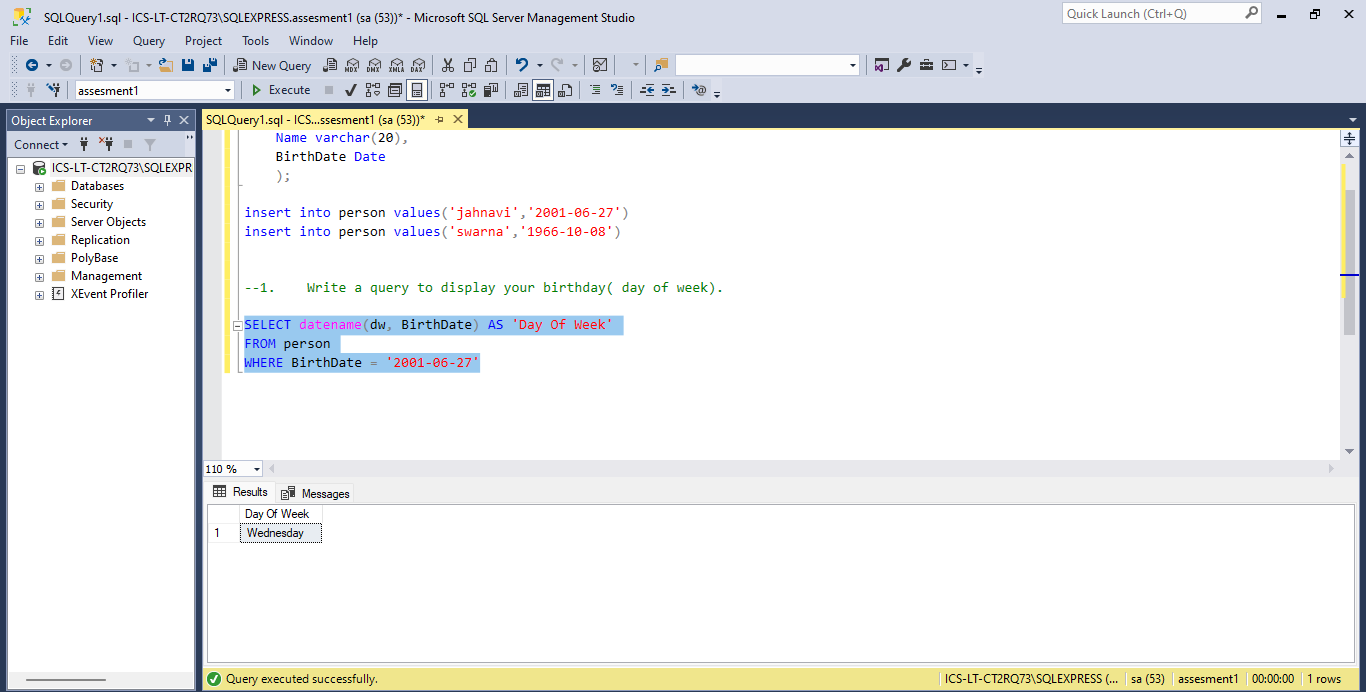 SQLQuery1.sql - ICS-LT-CT2RQ73\SQLEXPRESS.assesment1 (sa (53))* - Microsoft SQL Server Management Studio
Quick Launch (Ctrl+Q)
File Edit View Query Project Tools Window Help
New Query MDX DMX XMLA DAX
assesment1 Execute
Object Explorer
SQLQuery1.sql - ICS...ssesment1 (sa (53))*
Connect
ICS-LT-CT2RQ73\SQLEXPR
Databases
Security
Server Objects
Replication
PolyBase
Management
XEvent Profiler
Name varchar(20),
BirthDate Date
);
insert into person values('jahnavi','2001-06-27')
insert into person values('swarna','1966-10-08')
--1. Write a query to display your birthday( day of week).
SELECT datename(dw, BirthDate) AS 'Day Of Week'
FROM person
WHERE BirthDate = '2001-06-27'
110 %
Results Messages
Day Of Week
1 Wednesday
Query executed successfully.
ICS-LT-CT2RQ73\SQLEXPRESS (... sa (53) assesment1 00:00:00 1 rows